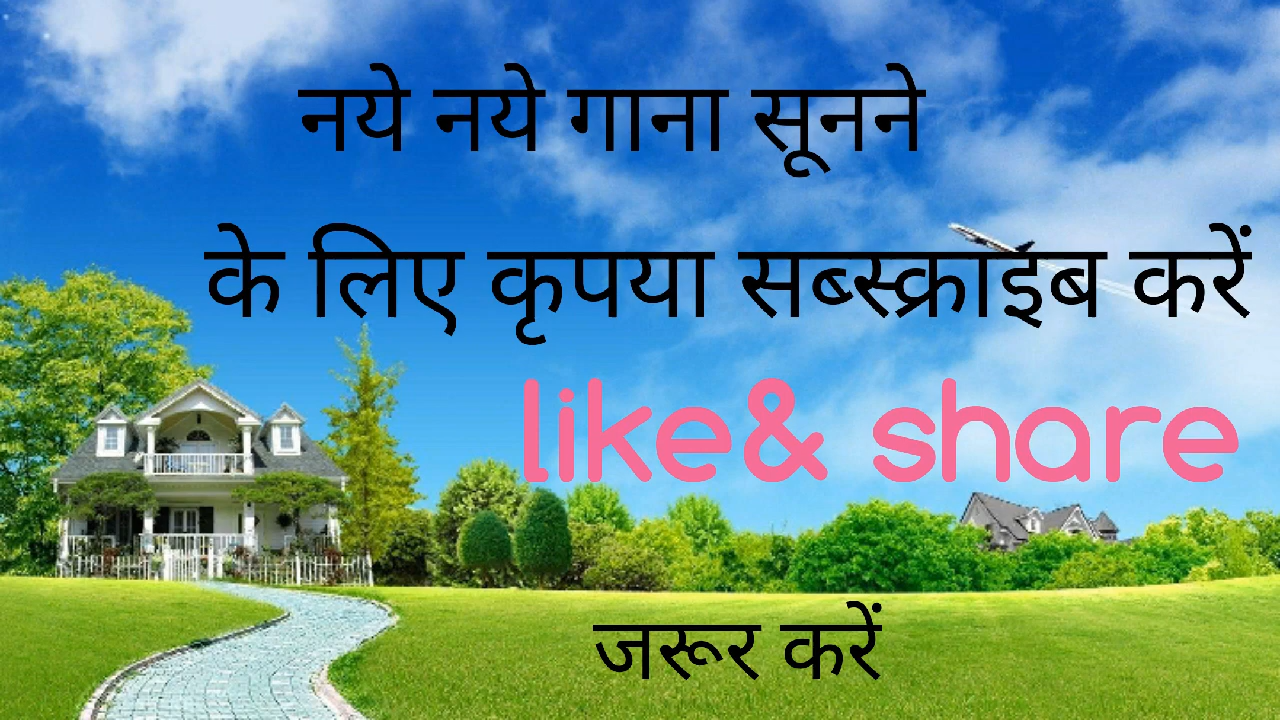 नये नये गाना सूनने
के लिए कृपया सब्स्क्राइब करें
like& share
जरूर करें